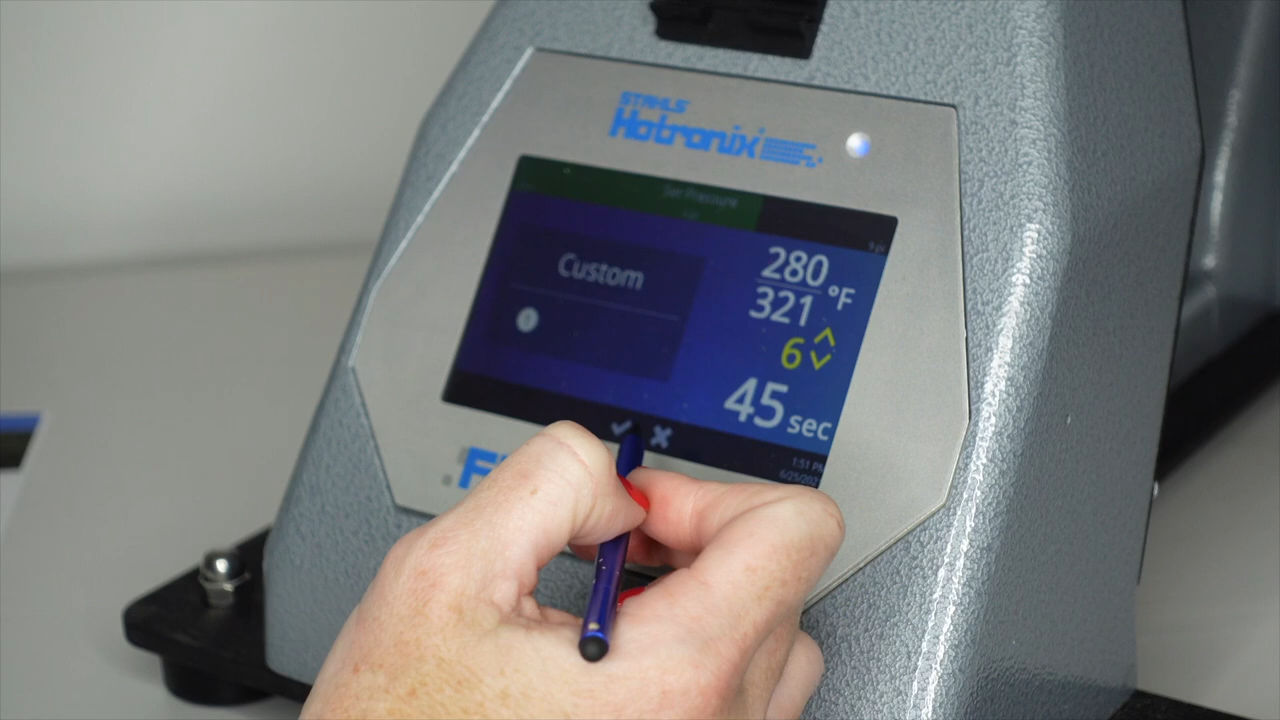 STAHLS'
Hotronix
Set Pressure
Custom
280
321 °F
6
45 sec
1:51 PM